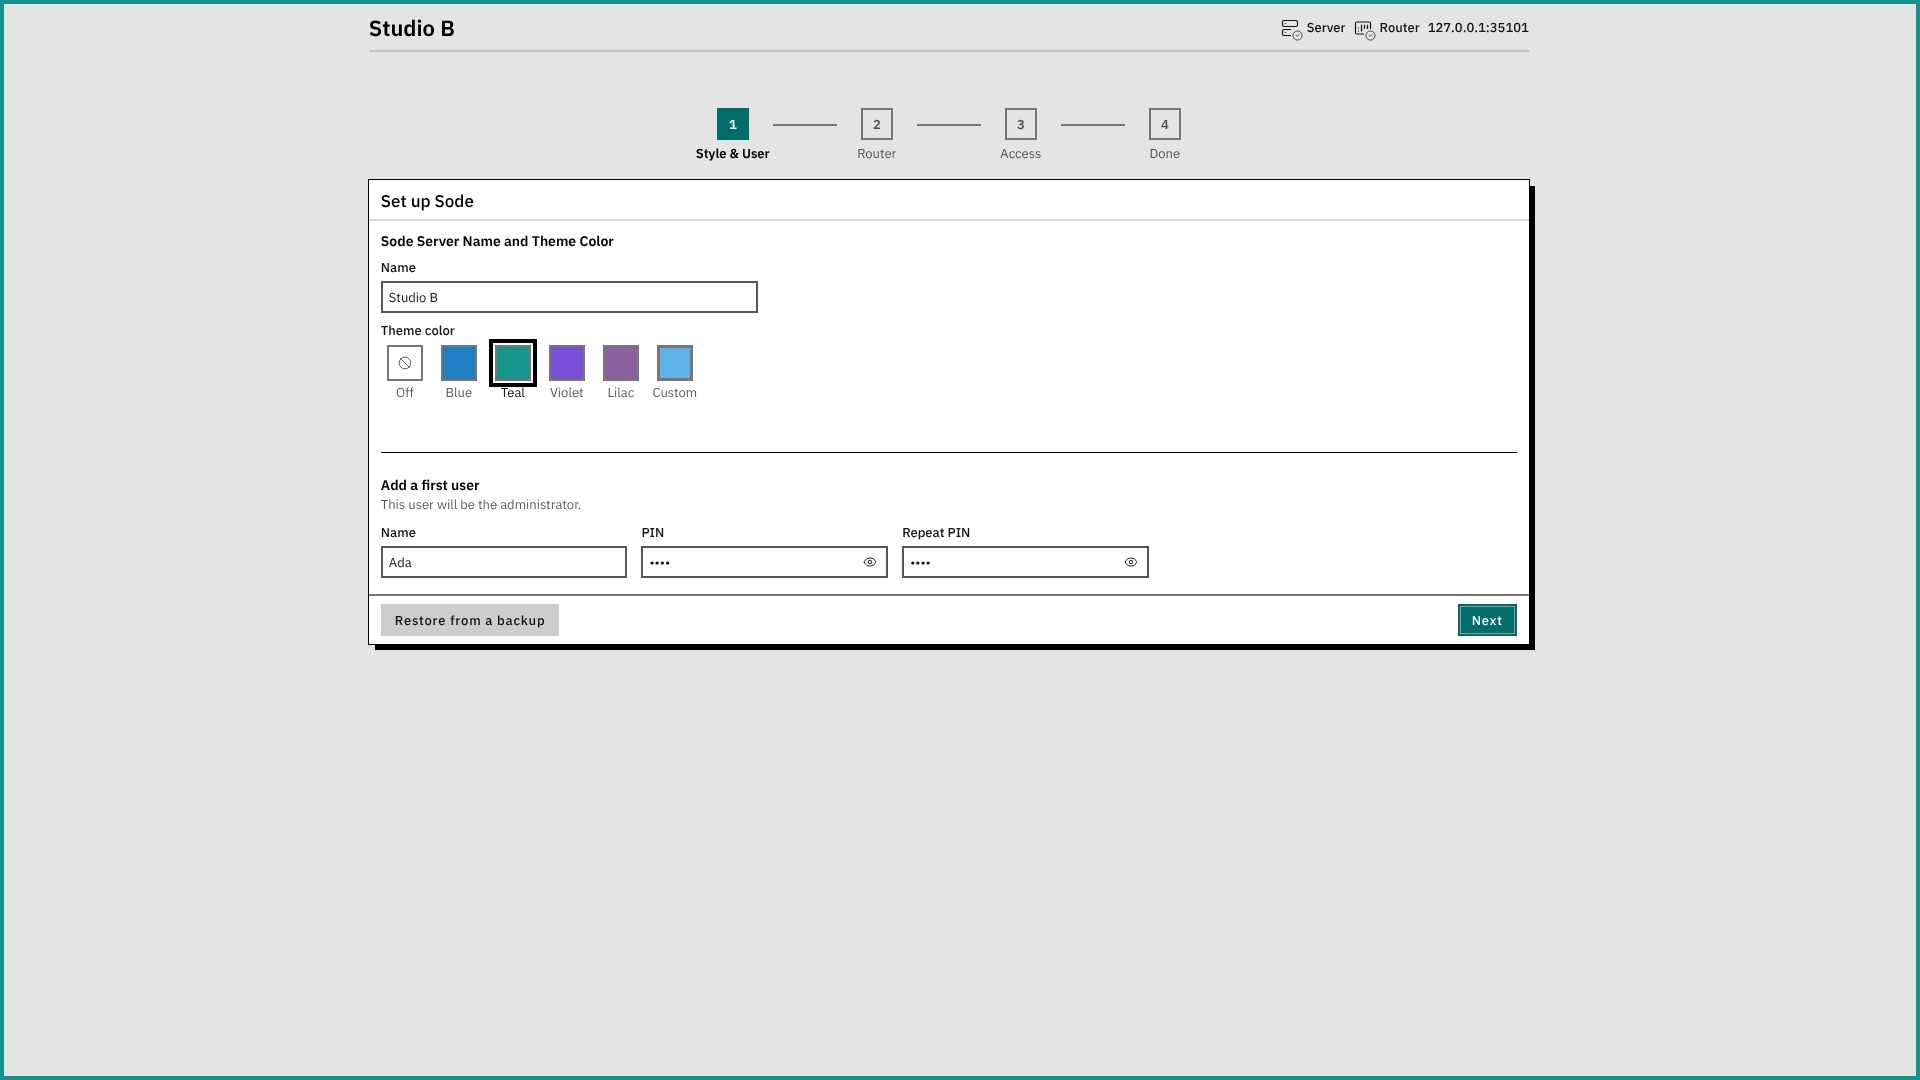 Studio B
Server Router 127.0.0.1:35101
1 2 3 4
Style & User Router Access Done
Set up Sode
Sode Server Name and Theme Color
Name
Studio B
Theme color
Off Blue Teal Violet Lilac Custom
Add a first user
This user will be the administrator.
Name PIN Repeat PIN
Ada •••• ••••
Restore from a backup Next